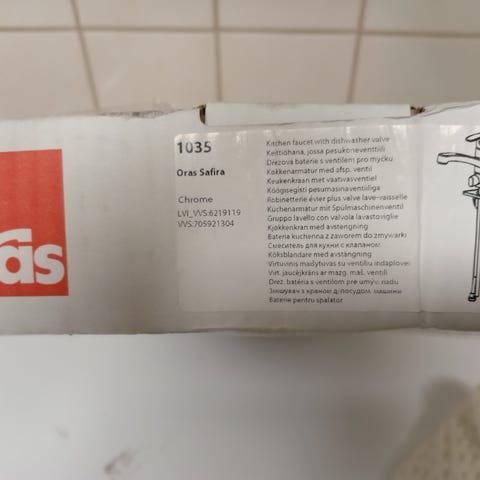 as
1035
Oras Safira
Chrome
LVI_VVS:6219119
VVS:705921304
Kitchen faucet with dishwasher valve
Keittiöhana, jossa pesukoneventtiili
Drezová baterie s ventilem pro myčku
Køkkenarmatur med afsp. ventil
Keukenkraan met vaatwasventiel
Köögisegisti pesumasinaventiiliga
Robinetterie évier plus valve lave-vaisselle
Küchenarmatur mit Spülmaschinenventil
Gruppo lavello con valvola lavastoviglie
Kjøkkenkran med avstengning
Bateria kuchenna z zaworem do zmywarki
Смеситель для кухни с клапаном
Köksblandare med avstängning
Virtuvinis maišytuvas su ventiliu indaplovei
Virt. jaucējkrāns ar mazg. maš. ventili
Drez. batéria s ventilom pre umýv. riadu
Змішувач з краном д/посудом. машини
Baterie pentru spalator